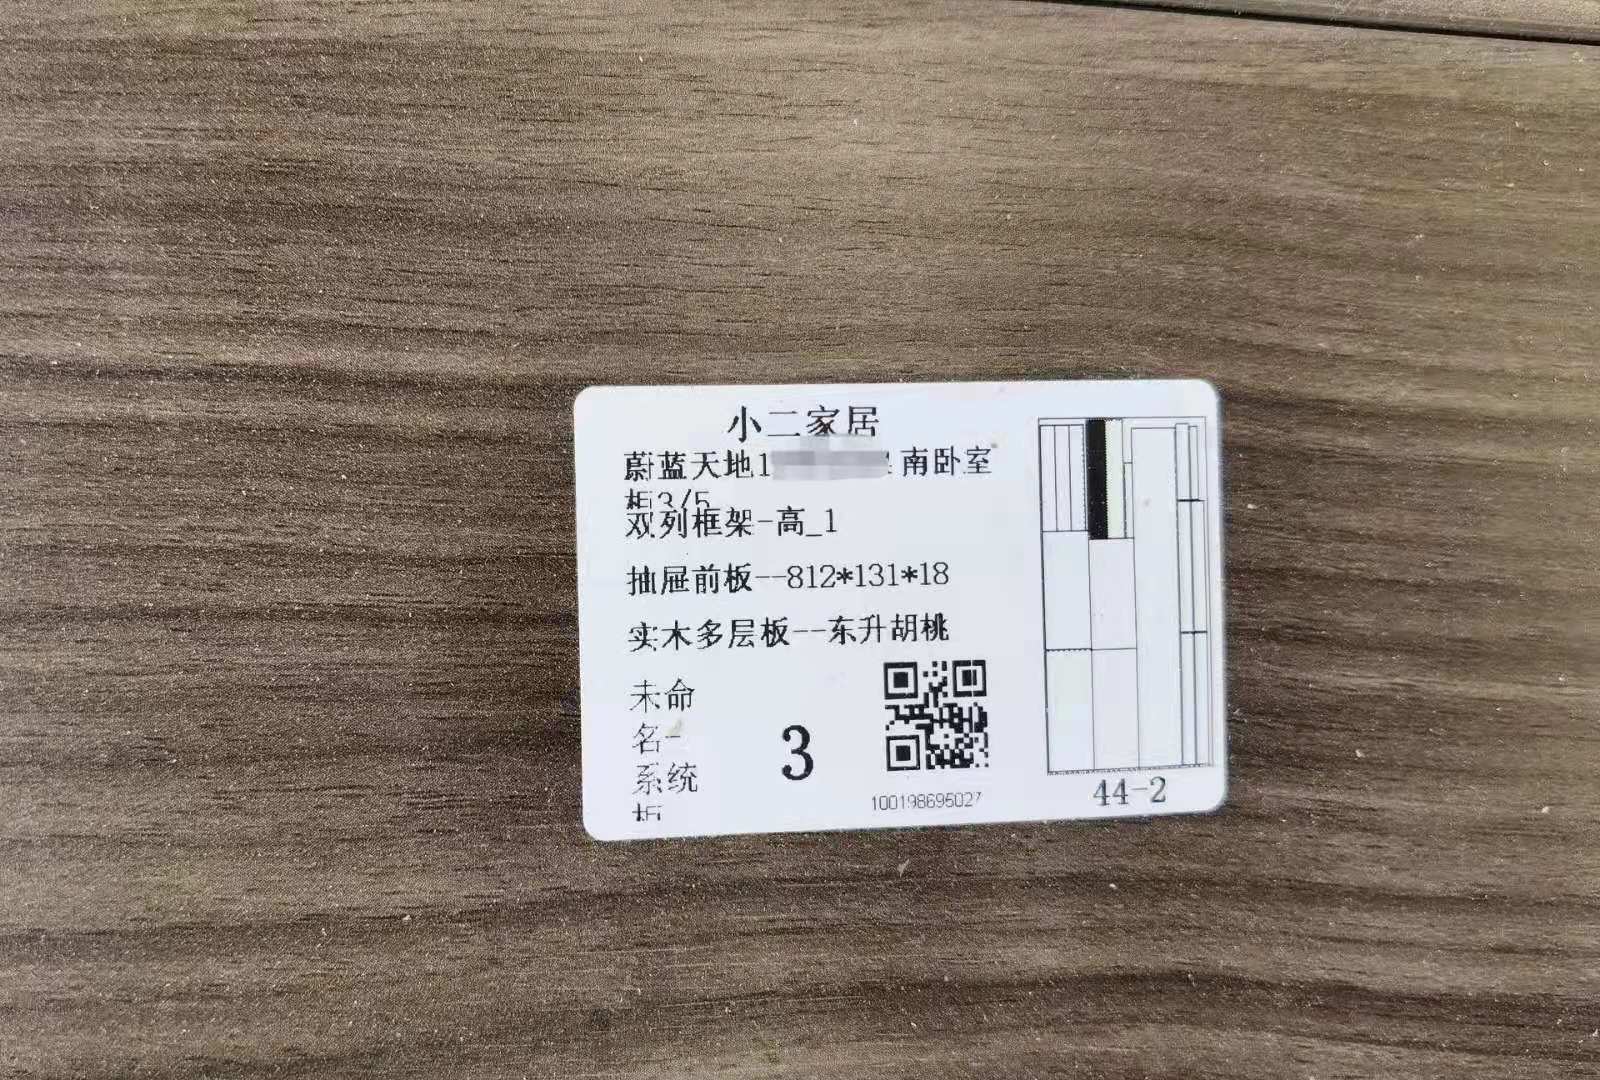 小二家居
蔚蓝天地1 南卧室
柜3/5
双列框架-高_1
抽屉前板--812*131*18
实木多层板--东升胡桃
未命
名-
系统
柜
3
100198696027
44-2